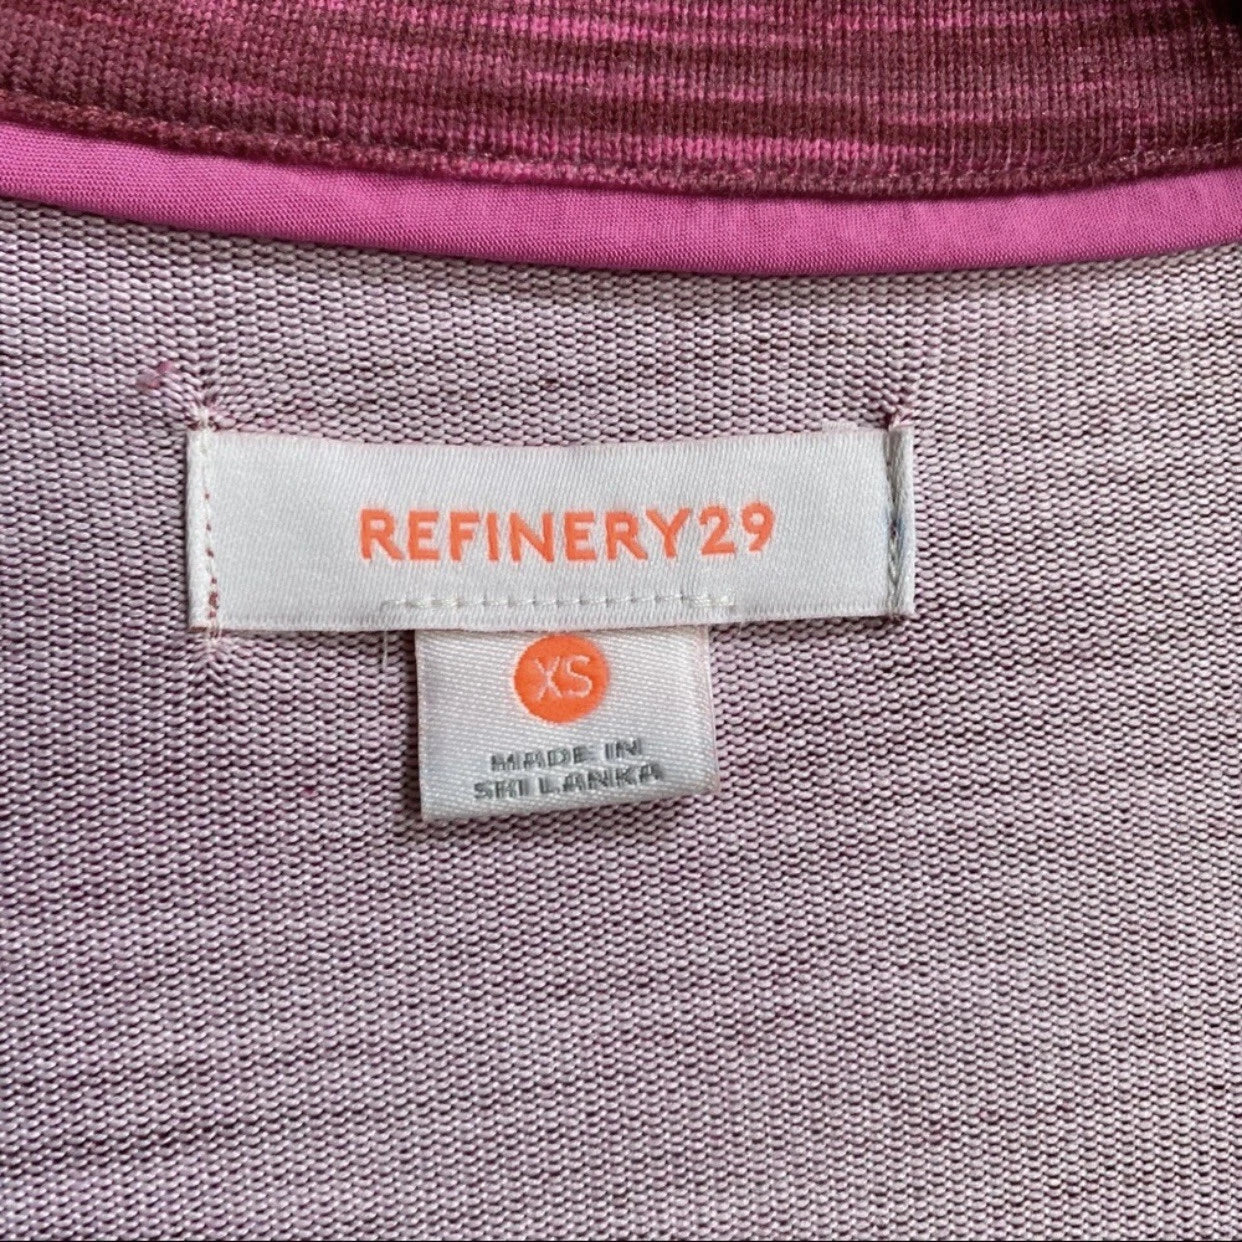 REFINERY29
XS
MADE IN
SRI LANKA